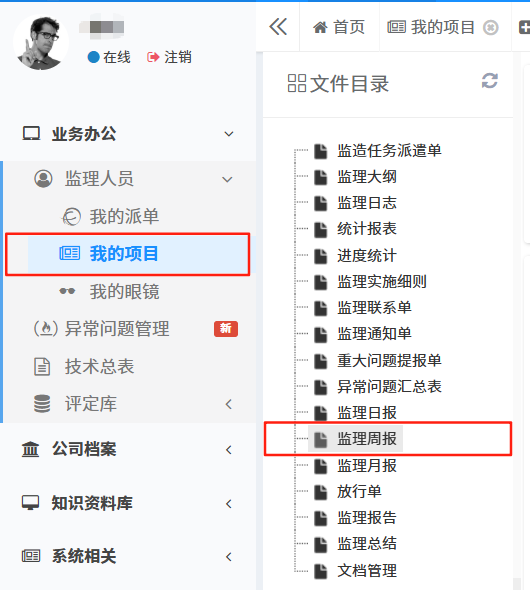 在线 注销
业务办公
监理人员
我的派单
我的项目
我的眼镜
异常问题管理 新
技术总表
评定库
公司档案
知识资料库
系统相关
首页 我的项目
文件目录
监造任务派遣单
监理大纲
监理日志
统计报表
进度统计
监理实施细则
监理联系单
监理通知单
重大问题提报单
异常问题汇总表
监理日报
监理周报
监理月报
放行单
监理报告
监理总结
文档管理